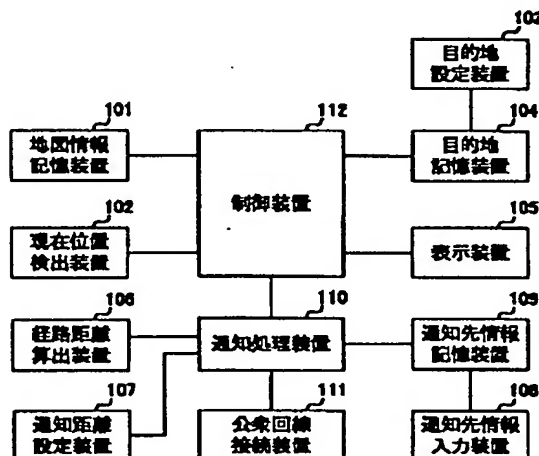 103
目的地
設定装置
101
地図情報
記憶装置
112
制御装置
104
目的地
記憶装置
102
現在位置
検出装置
105
表示装置
106
経路距離
算出装置
110
通知処理装置
109
通知先情報
記憶装置
107
通知距離
設定装置
111
公衆回線
接続装置
108
通知先情報
入力装置